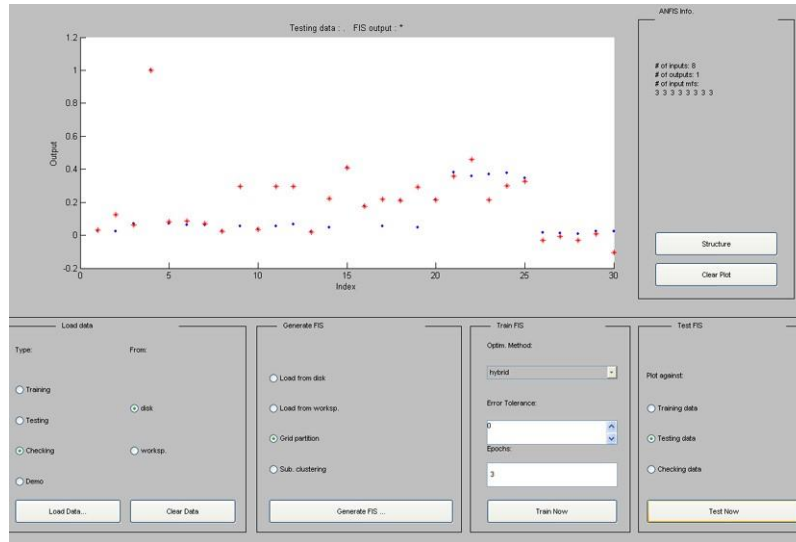 Testing data : .   FIS output : *
1.2
1
0.8
0.6
0.4
0.2
0
-0.2
Output
0 5 10 15 20 25 30
Index
ANFIS Info.
# of inputs: 8
# of outputs: 1
# of input mfs:
3 3 3 3 3 3 3 3
Structure
Clear Plot
Load data
Type:
From:
Training
Testing
Checking
Demo
disk
worksp.
Load Data...
Clear Data
Generate FIS
Load from disk
Load from worksp.
Grid partition
Sub. clustering
Generate FIS ...
Train FIS
Optim. Method:
hybrid
Error Tolerance:
0
Epochs:
3
Train Now
Test FIS
Plot against:
Training data
Testing data
Checking data
Test Now